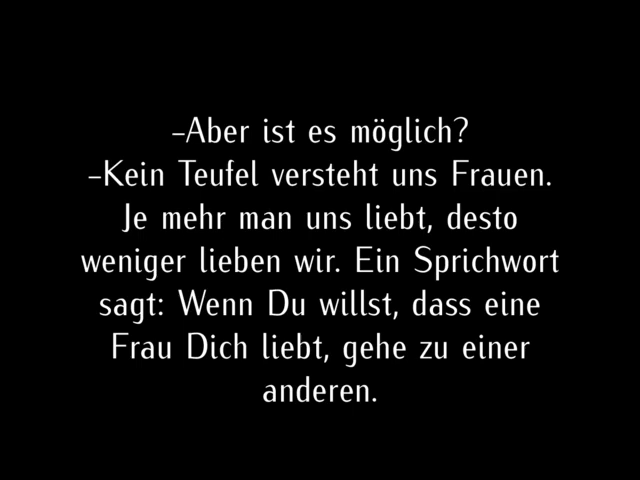 –Aber ist es möglich?
–Kein Teufel versteht uns Frauen.
Je mehr man uns liebt, desto
weniger lieben wir. Ein Sprichwort
sagt: Wenn Du willst, dass eine
Frau Dich liebt, gehe zu einer
anderen.